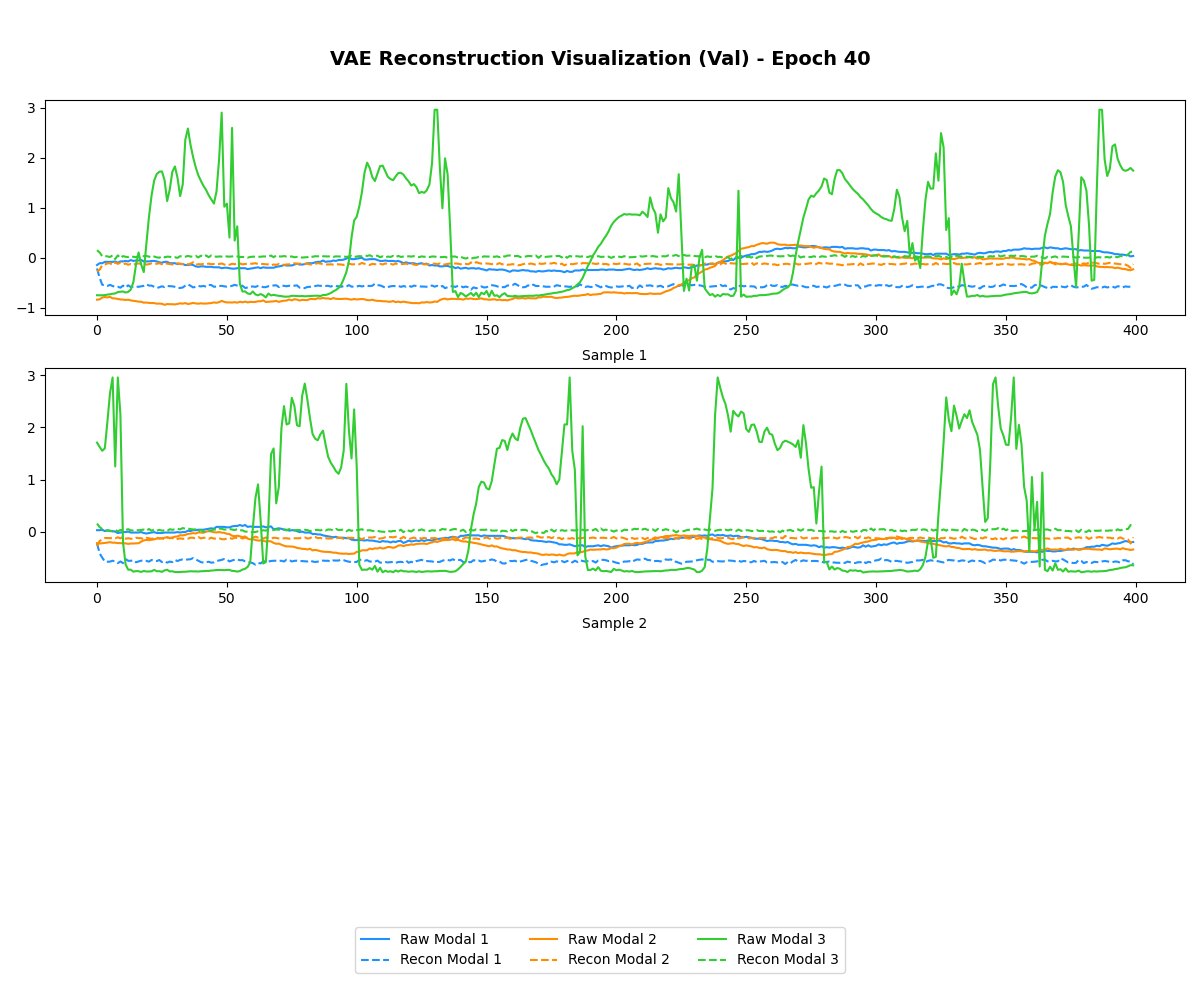 VAE Reconstruction Visualization (Val) - Epoch 40
3
2
1
0
−1
0 50 100 150 200 250 300 350 400
Sample 1
3
2
1
0
0 50 100 150 200 250 300 350 400
Sample 2
Raw Modal 1 Raw Modal 2 Raw Modal 3
Recon Modal 1 Recon Modal 2 Recon Modal 3